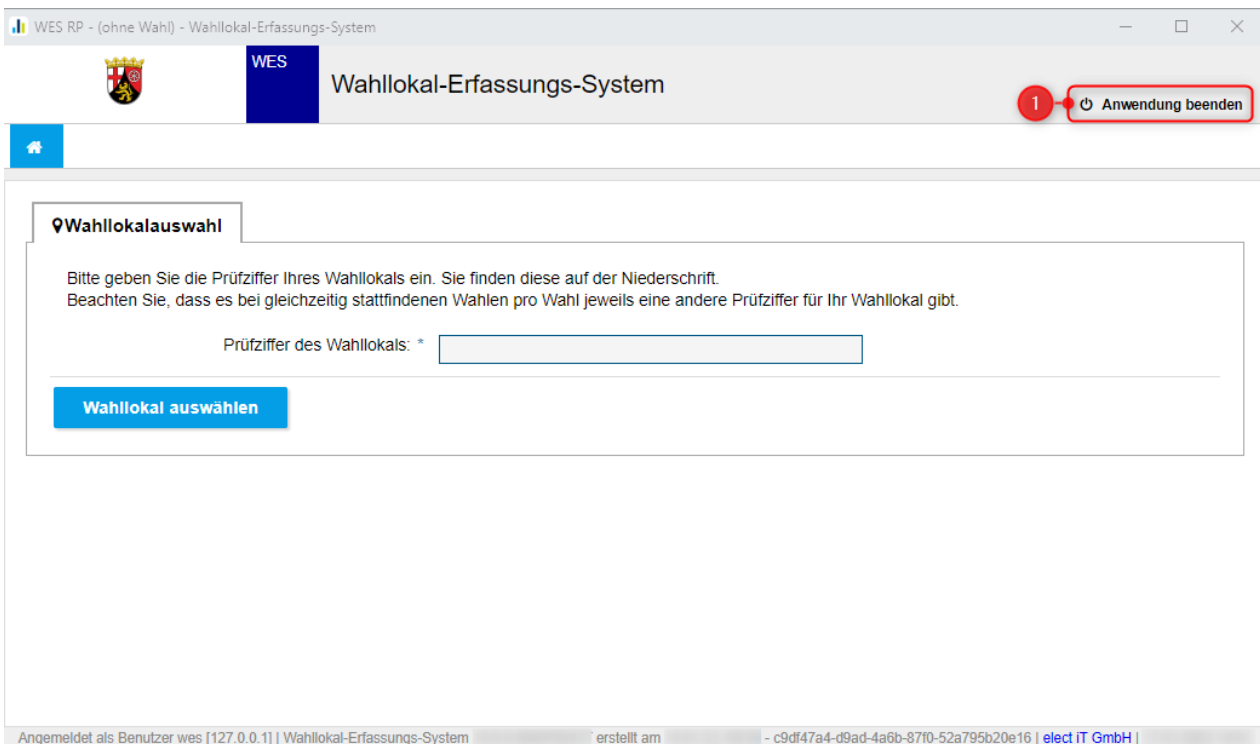 WES RP - (ohne Wahl) - Wahllokal-Erfassungs-System
WES
Wahllokal-Erfassungs-System
1
Anwendung beenden
Wahllokalauswahl
Bitte geben Sie die Prüfziffer Ihres Wahllokals ein. Sie finden diese auf der Niederschrift.
Beachten Sie, dass es bei gleichzeitig stattfindenen Wahlen pro Wahl jeweils eine andere Prüfziffer für Ihr Wahllokal gibt.
Prüfziffer des Wahllokals: *
Wahllokal auswählen
Angemeldet als Benutzer wes [127.0.0.1] | Wahllokal-Erfassungs-System erstellt am - c9df47a4-d9ad-4a6b-87f0-52a795b20e16 | elect iT GmbH |